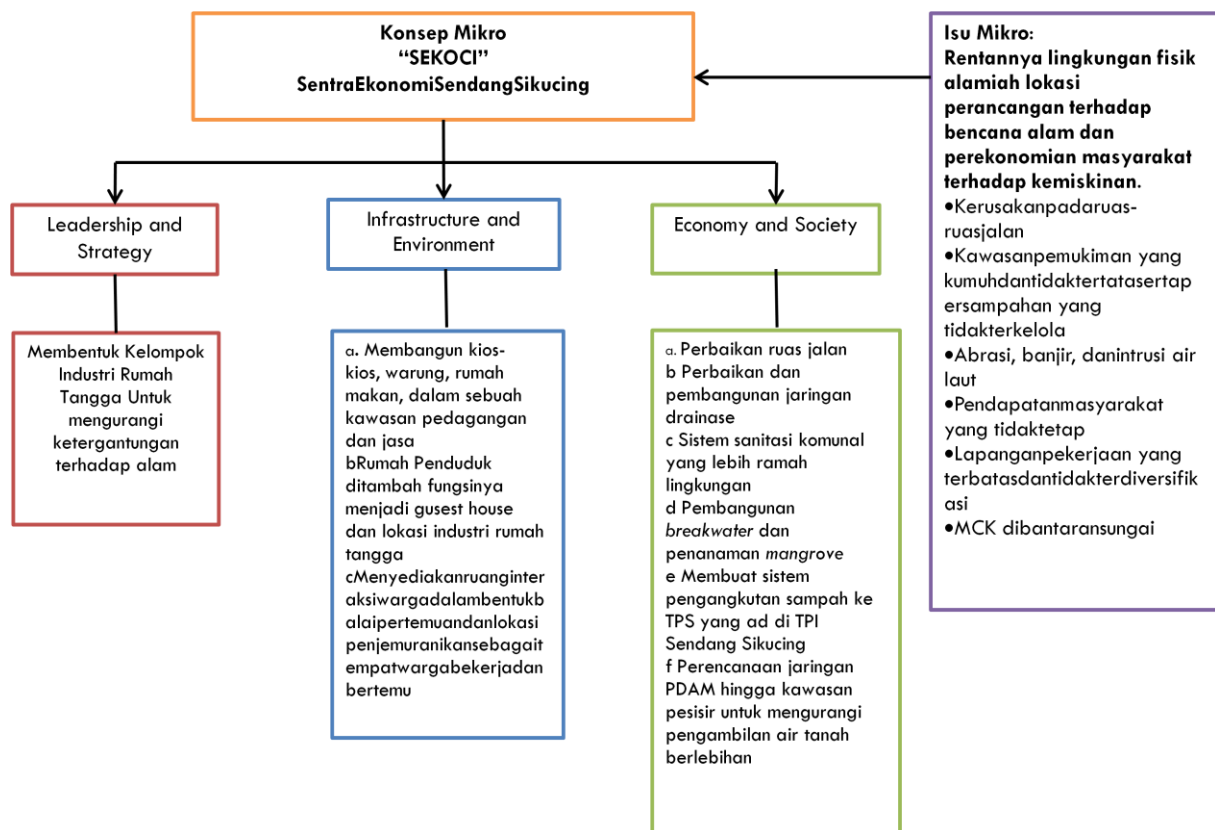 Konsep Mikro
“SEKOCI”
SentraEkonomiSendangSikucing
Isu Mikro:
Rentannya lingkungan fisik
alamiah lokasi
perancangan terhadap
bencana alam dan
perekonomian masyarakat
terhadap kemiskinan.
•Kerusakanpadaruas-
ruasjalan
•Kawasanpemukiman yang
kumuhdantidaktertatasertap
ersampahan yang
tidakterkelola
•Abrasi, banjir, danintrusi air
laut
•Pendapatanmasyarakat
yang tidaktetap
•Lapanganpekerjaan yang
terbatasdantidakterdiversifik
asi
•MCK dibantaransungai
Leadership and
Strategy
Infrastructure and
Environment
Economy and Society
Membentuk Kelompok
Industri Rumah
Tangga Untuk
mengurangi
ketergantungan
terhadap alam
a. Membangun kios-
kios, warung, rumah
makan, dalam sebuah
kawasan pedagangan
dan jasa
bRumah Penduduk
ditambah fungsinya
menjadi gusest house
dan lokasi industri rumah
tangga
cMenyediakanruanginter
aksiwargadalambentukb
alaipertemuandanlokasi
penjemuranikansebagait
empatwargabekerjadan
bertemu
a. Perbaikan ruas jalan
b Perbaikan dan
pembangunan jaringan
drainase
c Sistem sanitasi komunal
yang lebih ramah
lingkungan
d Pembangunan
breakwater dan
penanaman mangrove
e Membuat sistem
pengangkutan sampah ke
TPS yang ad di TPI
Sendang Sikucing
f Perencanaan jaringan
PDAM hingga kawasan
pesisir untuk mengurangi
pengambilan air tanah
berlebihan